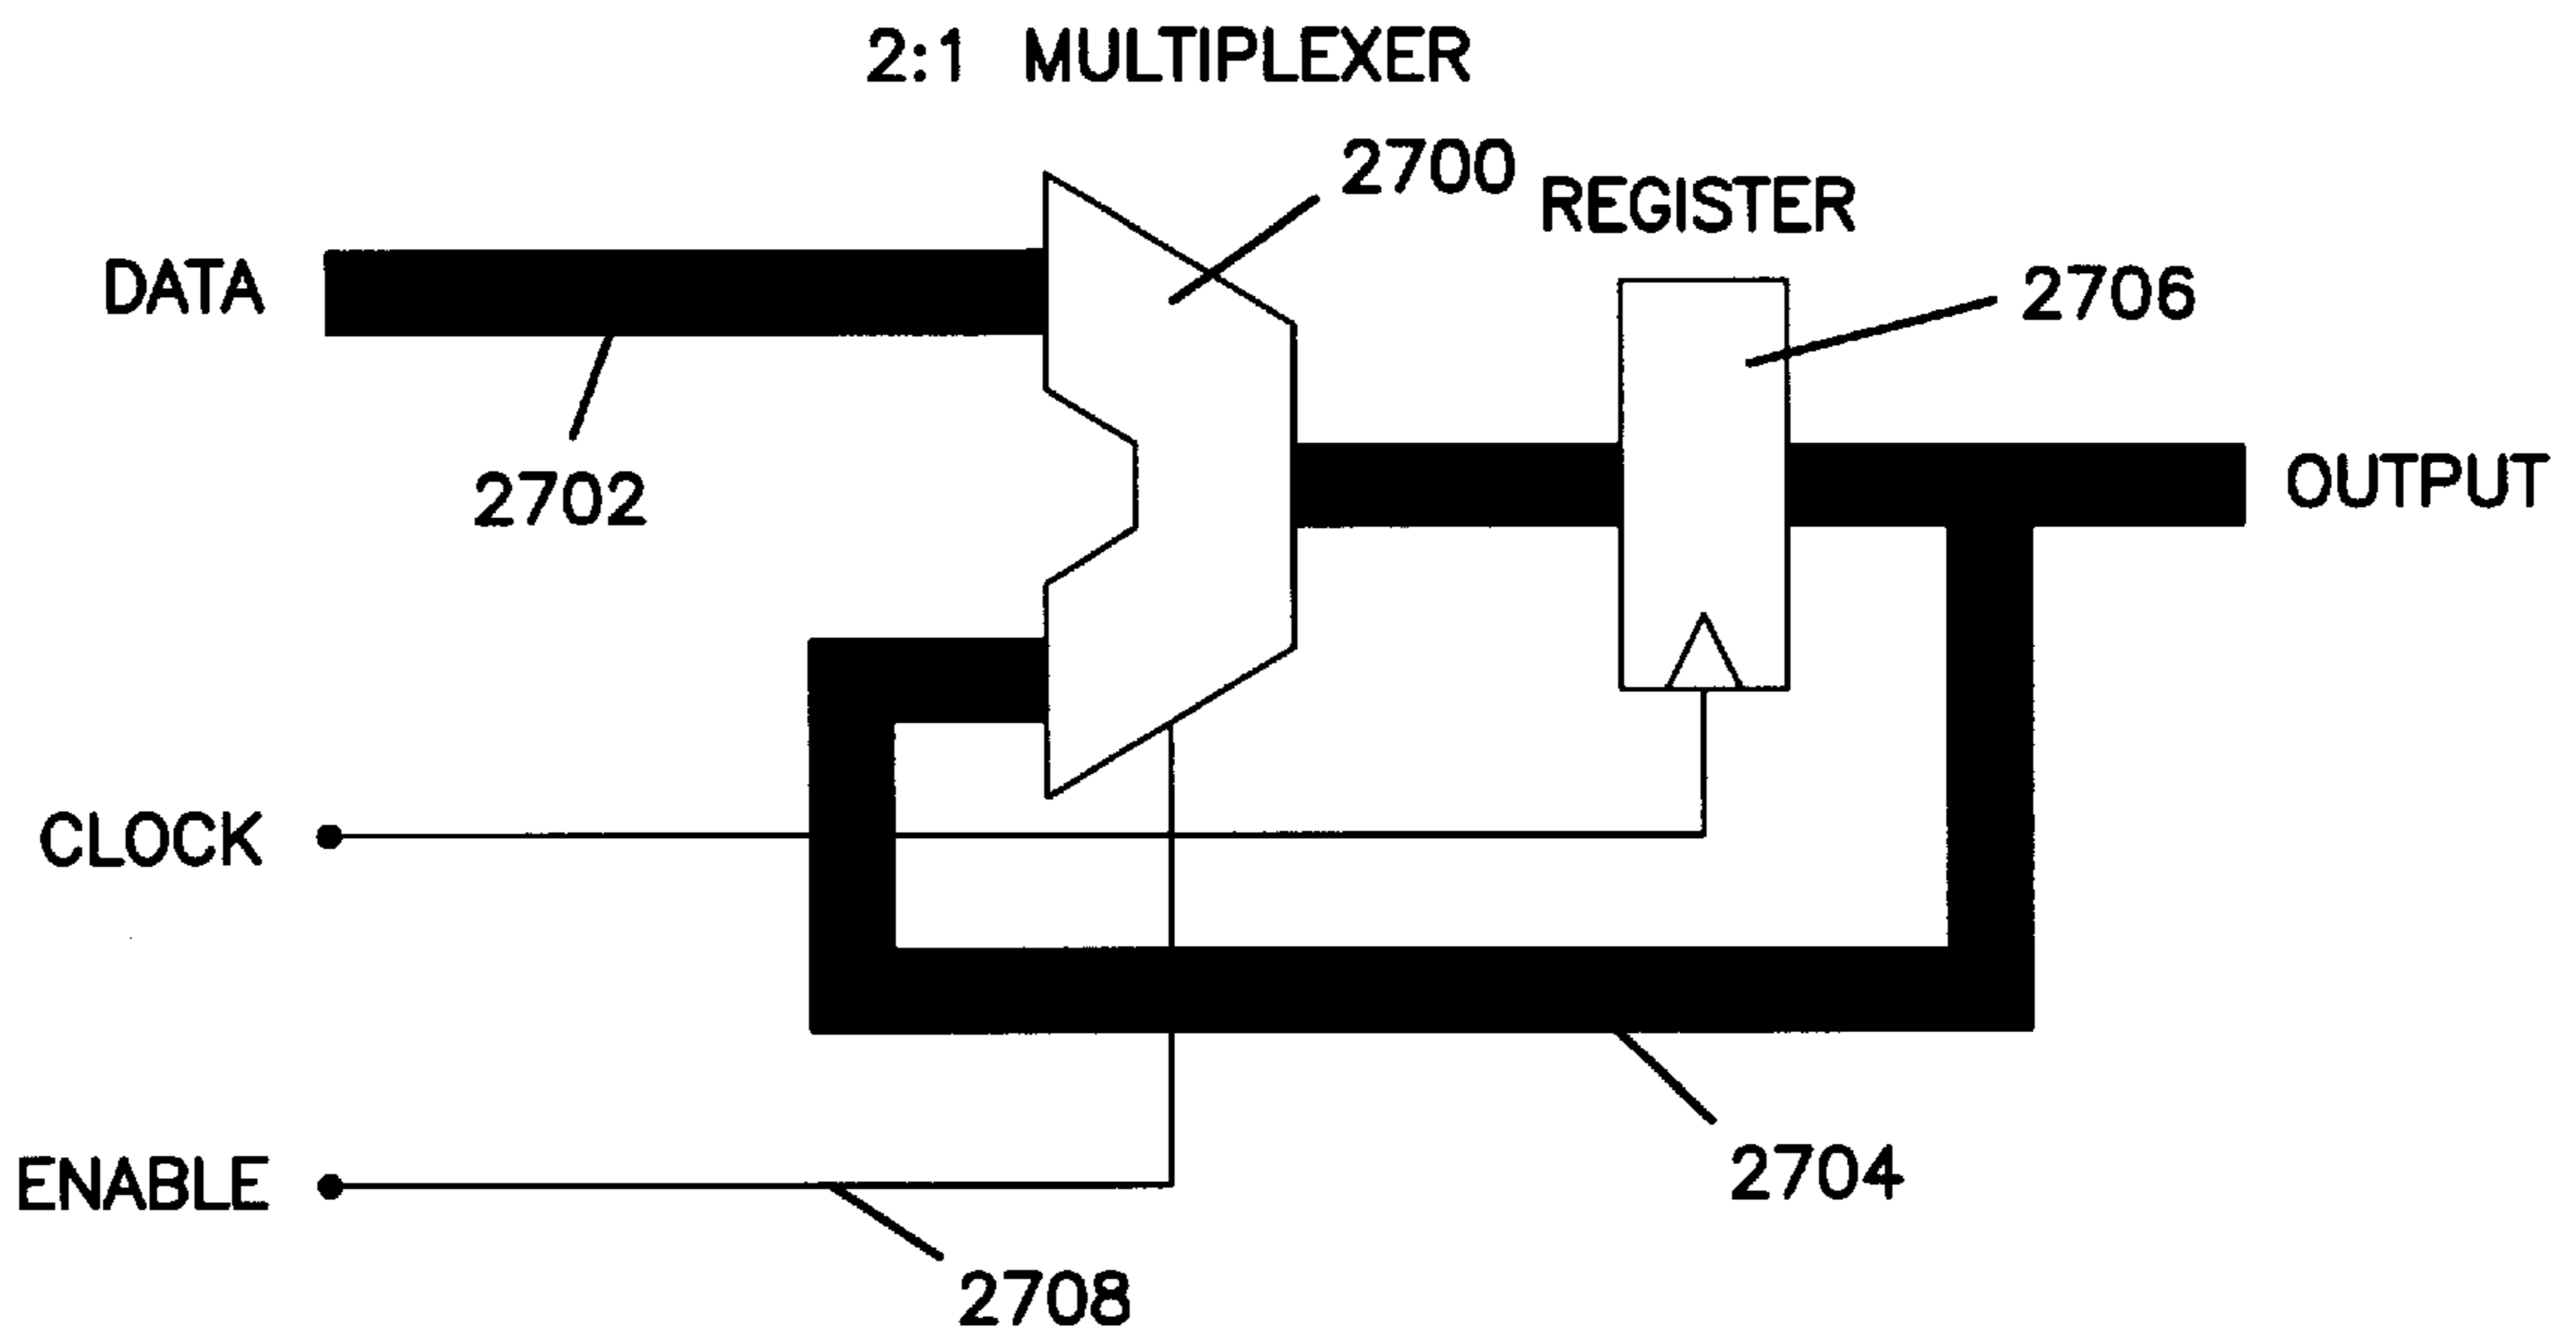 2:1 MULTIPLEXER
2700
REGISTER
DATA
2706
2702
OUTPUT
CLOCK
2704
ENABLE
2708